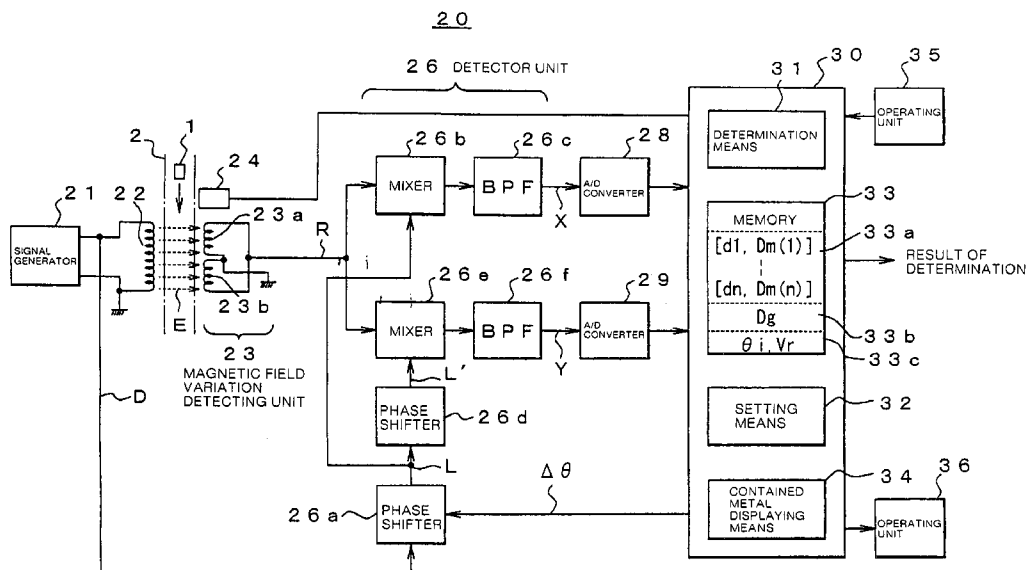 20
26 DETECTOR UNIT
31
30
35
DETERMINATION
MEANS
OPERATING
UNIT
2
1
24
26b
26c
28
21
22
23a
MIXER
BPF
A/D
CONVERTER
X
33
SIGNAL
GENERATOR
R
i
MEMORY
[d1, Dm(1)]
33a
[dn, Dm(n)]
RESULT OF
DETERMINATION
26e
26f
29
E
23b
MIXER
BPF
A/D
CONVERTER
Y
Dg
33b
θi, Vr
33c
23
MAGNETIC FIELD
VARIATION
DETECTING UNIT
L'
D
PHASE
SHIFTER
26d
SETTING
MEANS
32
L
34
36
26a
PHASE
SHIFTER
Δθ
CONTAINED
METAL
DISPLAYING
MEANS
OPERATING
UNIT